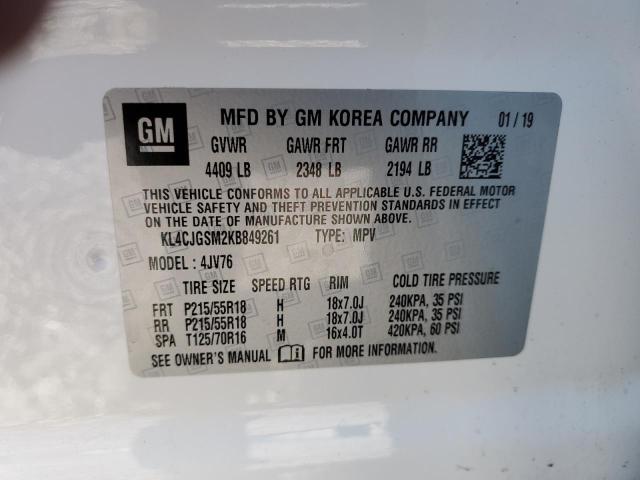 GM MFD BY GM KOREA COMPANY 01 / 19
GVWR GAWR FRT GAWR RR
4409 LB 2348 LB 2194 LB
THIS VEHICLE CONFORMS TO ALL APPLICABLE U.S. FEDERAL MOTOR
VEHICLE SAFETY AND THEFT PREVENTION STANDARDS IN EFFECT
ON THE DATE OF MANUFACTURE SHOWN ABOVE.
KL4CJGSM2KB849261 TYPE: MPV
MODEL : 4JV76
TIRE SIZE SPEED RTG RIM COLD TIRE PRESSURE
FRT P215/55R18 H 18x7.0J 240KPA, 35 PSI
RR P215/55R18 H 18x7.0J 240KPA, 35 PSI
SPA T125/70R16 M 16x4.0T 420KPA, 60 PSI
SEE OWNER'S MANUAL FOR MORE INFORMATION.